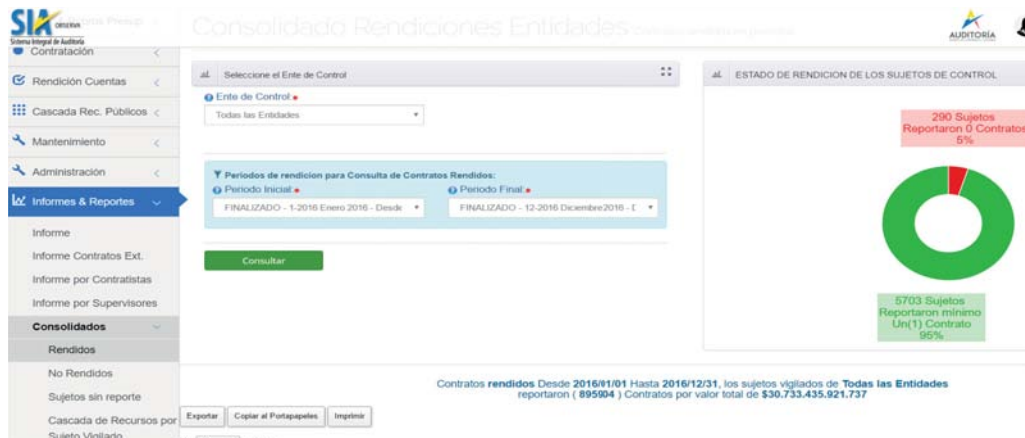 SIA OBSERVA
Sistema Integral de Auditoría
Contratación
Rendición Cuentas
Cascada Rec. Públicos
Mantenimiento
Administración
Informes & Reportes
Informe
Informe Contratos Ext.
Informe por Contratistas
Informe por Supervisores
Consolidados
Rendidos
No Rendidos
Sujetos sin reporte
Cascada de Recursos por
Sujeto Vigilado
Consolidado Rendiciones Entidades
AUDITORÍA
Seleccione el Ente de Control
Ente de Control:
Todas las Entidades
Periodos de rendicion para Consulta de Contratos Rendidos:
Periodo Inicial:
Periodo Final:
FINALIZADO - 1-2016 Enero 2016 - Desde
FINALIZADO - 12-2016 Diciembre2016 - D
Consultar
ESTADO DE RENDICION DE LOS SUJETOS DE CONTROL
290 Sujetos
Reportaron 0 Contratos
5%
5703 Sujetos
Reportaron minimo
Un(1) Contrato
95%
Contratos rendidos Desde 2016/01/01 Hasta 2016/12/31, los sujetos vigilados de Todas las Entidades
reportaron ( 895904 ) Contratos por valor total de $30.733.435.921.737
Exportar
Copiar al Portapapeles
Imprimir